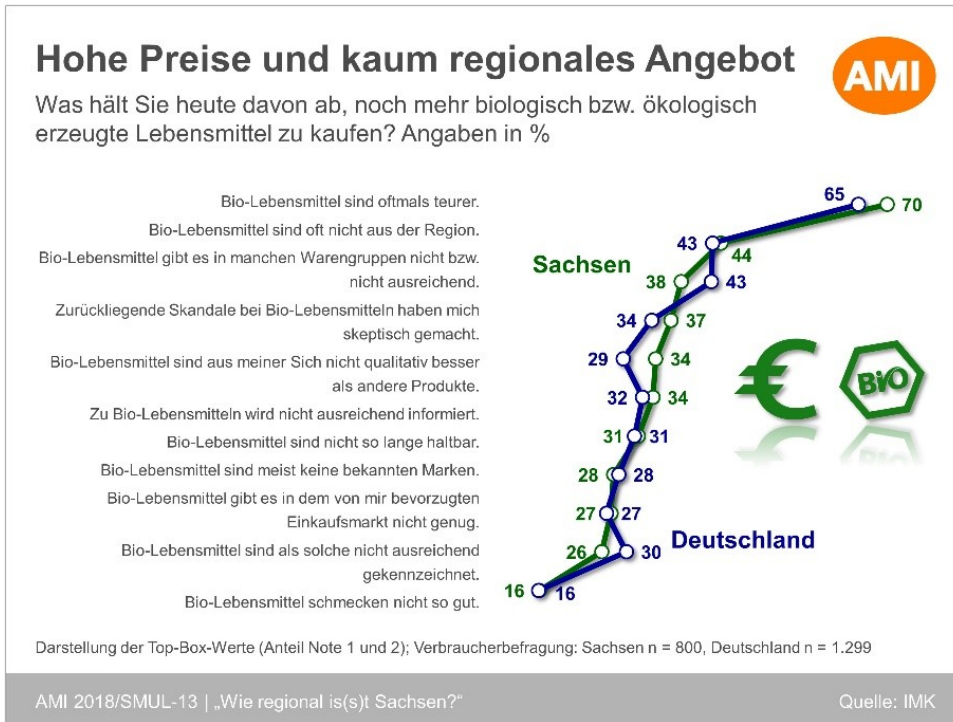 Hohe Preise und kaum regionales Angebot
AMI
Was hält Sie heute davon ab, noch mehr biologisch bzw. ökologisch
erzeugte Lebensmittel zu kaufen? Angaben in %
Bio-Lebensmittel sind oftmals teurer.
65 70
Bio-Lebensmittel sind oft nicht aus der Region.
43 44
Bio-Lebensmittel gibt es in manchen Warengruppen nicht bzw.
nicht ausreichend.
Sachsen
38 43
Zurückliegende Skandale bei Bio-Lebensmitteln haben mich
skeptisch gemacht.
34 37
Bio-Lebensmittel sind aus meiner Sich nicht qualitativ besser
als andere Produkte.
29 34
Zu Bio-Lebensmitteln wird nicht ausreichend informiert.
32 34
Bio-Lebensmittel sind nicht so lange haltbar.
31 31
Bio-Lebensmittel sind meist keine bekannten Marken.
28 28
Bio-Lebensmittel gibt es in dem von mir bevorzugten
Einkaufsmarkt nicht genug.
27 27
Deutschland
Bio-Lebensmittel sind als solche nicht ausreichend
gekennzeichnet.
26 30
Bio-Lebensmittel schmecken nicht so gut.
16 16
€
BiO
Darstellung der Top-Box-Werte (Anteil Note 1 und 2); Verbraucherbefragung: Sachsen n = 800, Deutschland n = 1.299
AMI 2018/SMUL-13 | „Wie regional is(s)t Sachsen?“
Quelle: IMK